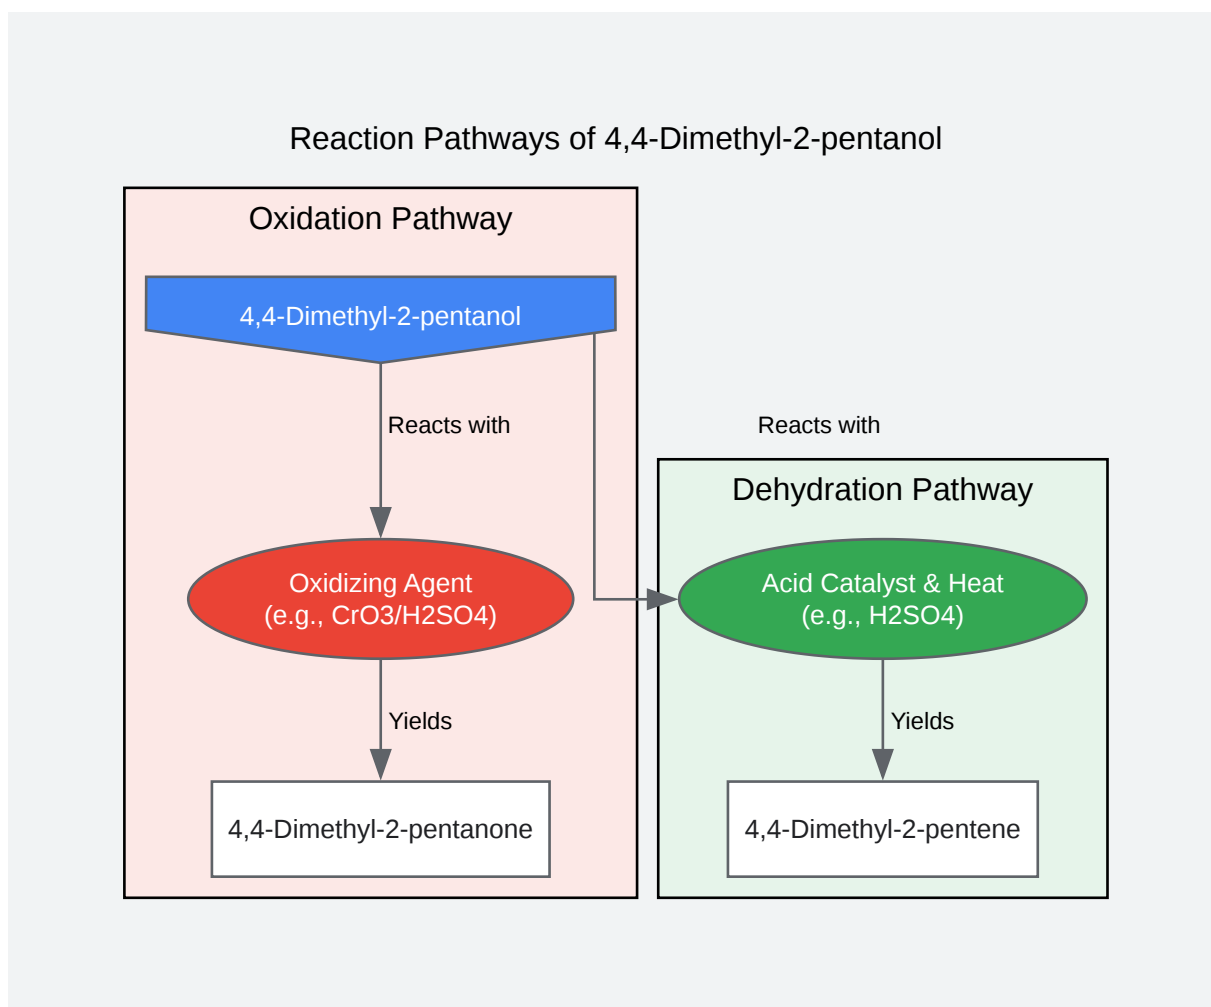 Reaction Pathways of 4,4-Dimethyl-2-pentanol
Oxidation Pathway
4,4-Dimethyl-2-pentanol
Reacts with
Oxidizing Agent
(e.g., CrO3/H2SO4)
Yields
4,4-Dimethyl-2-pentanone
Reacts with
Dehydration Pathway
Acid Catalyst & Heat
(e.g., H2SO4)
Yields
4,4-Dimethyl-2-pentene